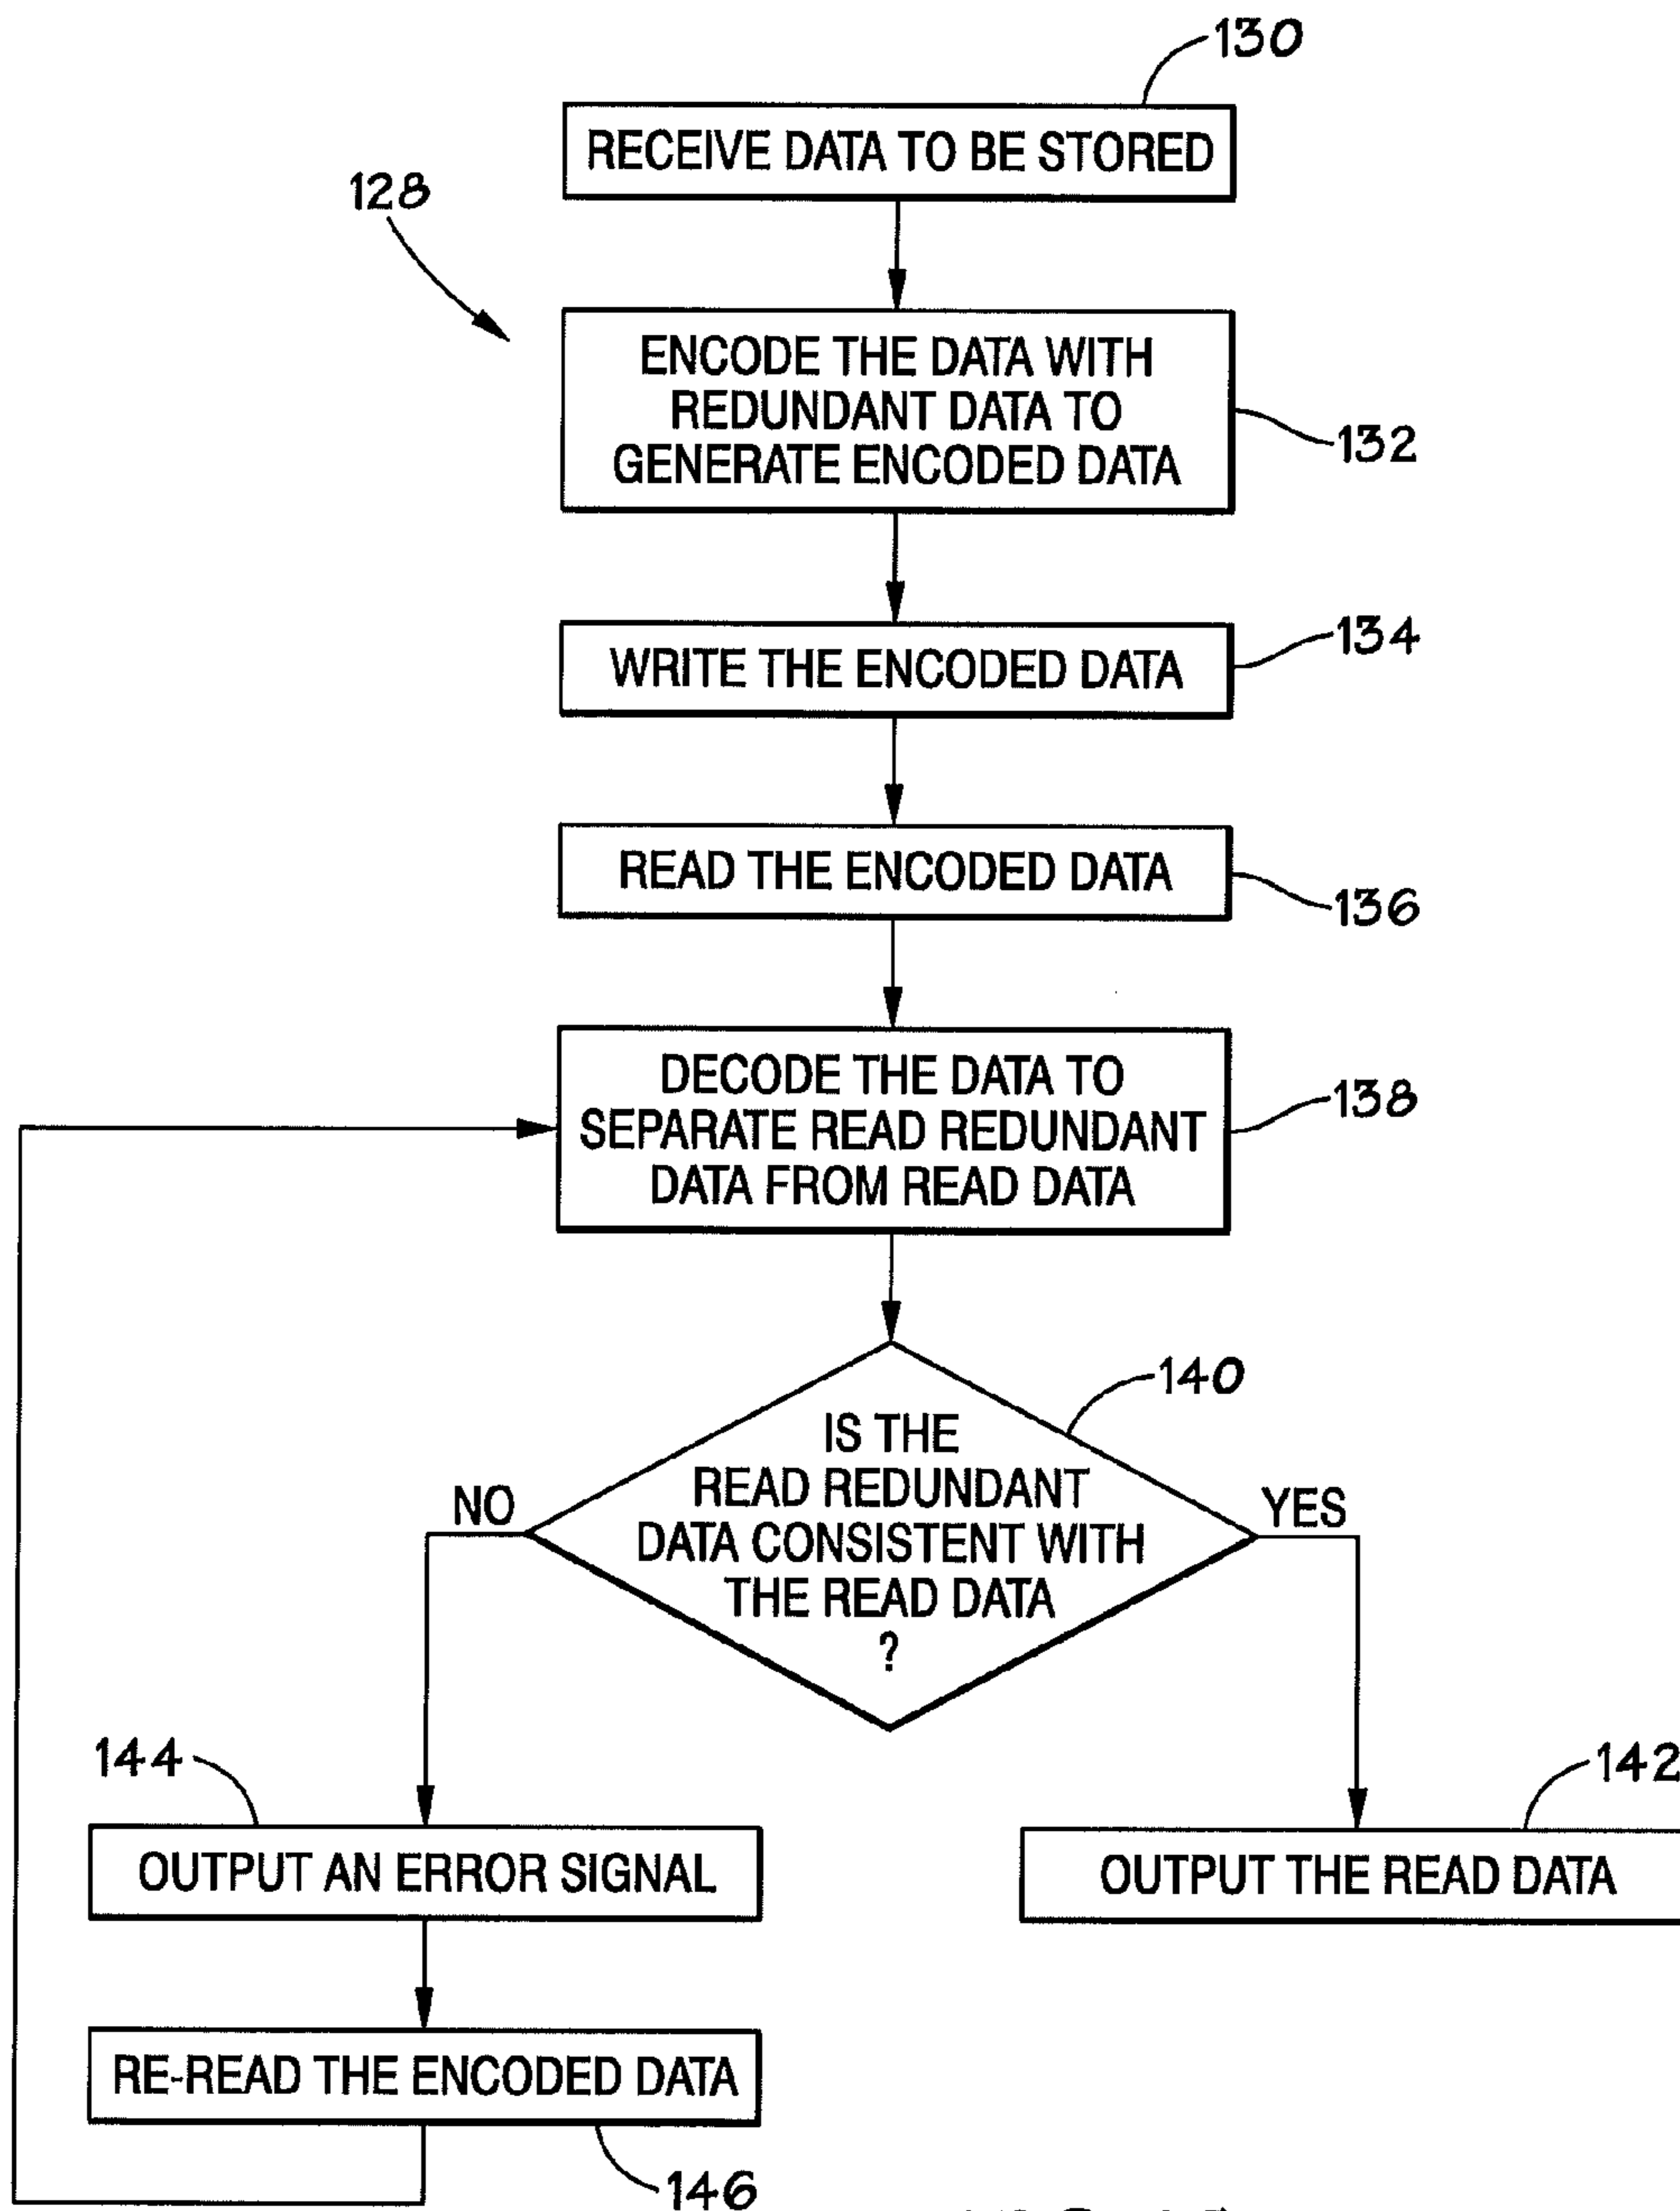 130
RECEIVE DATA TO BE STORED
128
ENCODE THE DATA WITH
REDUNDANT DATA TO
GENERATE ENCODED DATA
132
WRITE THE ENCODED DATA
134
READ THE ENCODED DATA
136
DECODE THE DATA TO
SEPARATE READ REDUNDANT
DATA FROM READ DATA
138
140
IS THE
READ REDUNDANT
DATA CONSISTENT WITH
THE READ DATA
?
NO
YES
144
142
OUTPUT AN ERROR SIGNAL
OUTPUT THE READ DATA
RE-READ THE ENCODED DATA
146